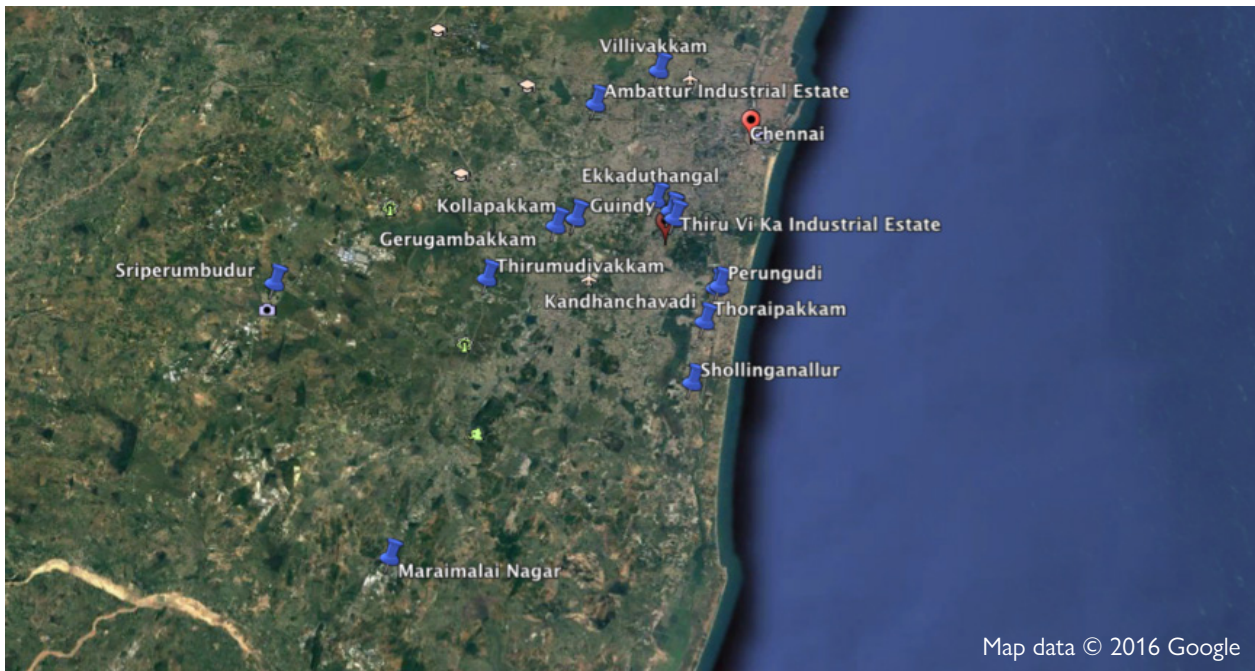 Villivakkam
Ambattur Industrial Estate
Chennai
Ekkaduthangal
Kollapakkam
Guindy
Thiru Vi Ka Industrial Estate
Gerugambakkam
Sriperumbudur
Thirumudivakkam
Perungudi
Kandhanchavadi
Thoraipakkam
Shollinganallur
Maraimalai Nagar
Map data © 2016 Google